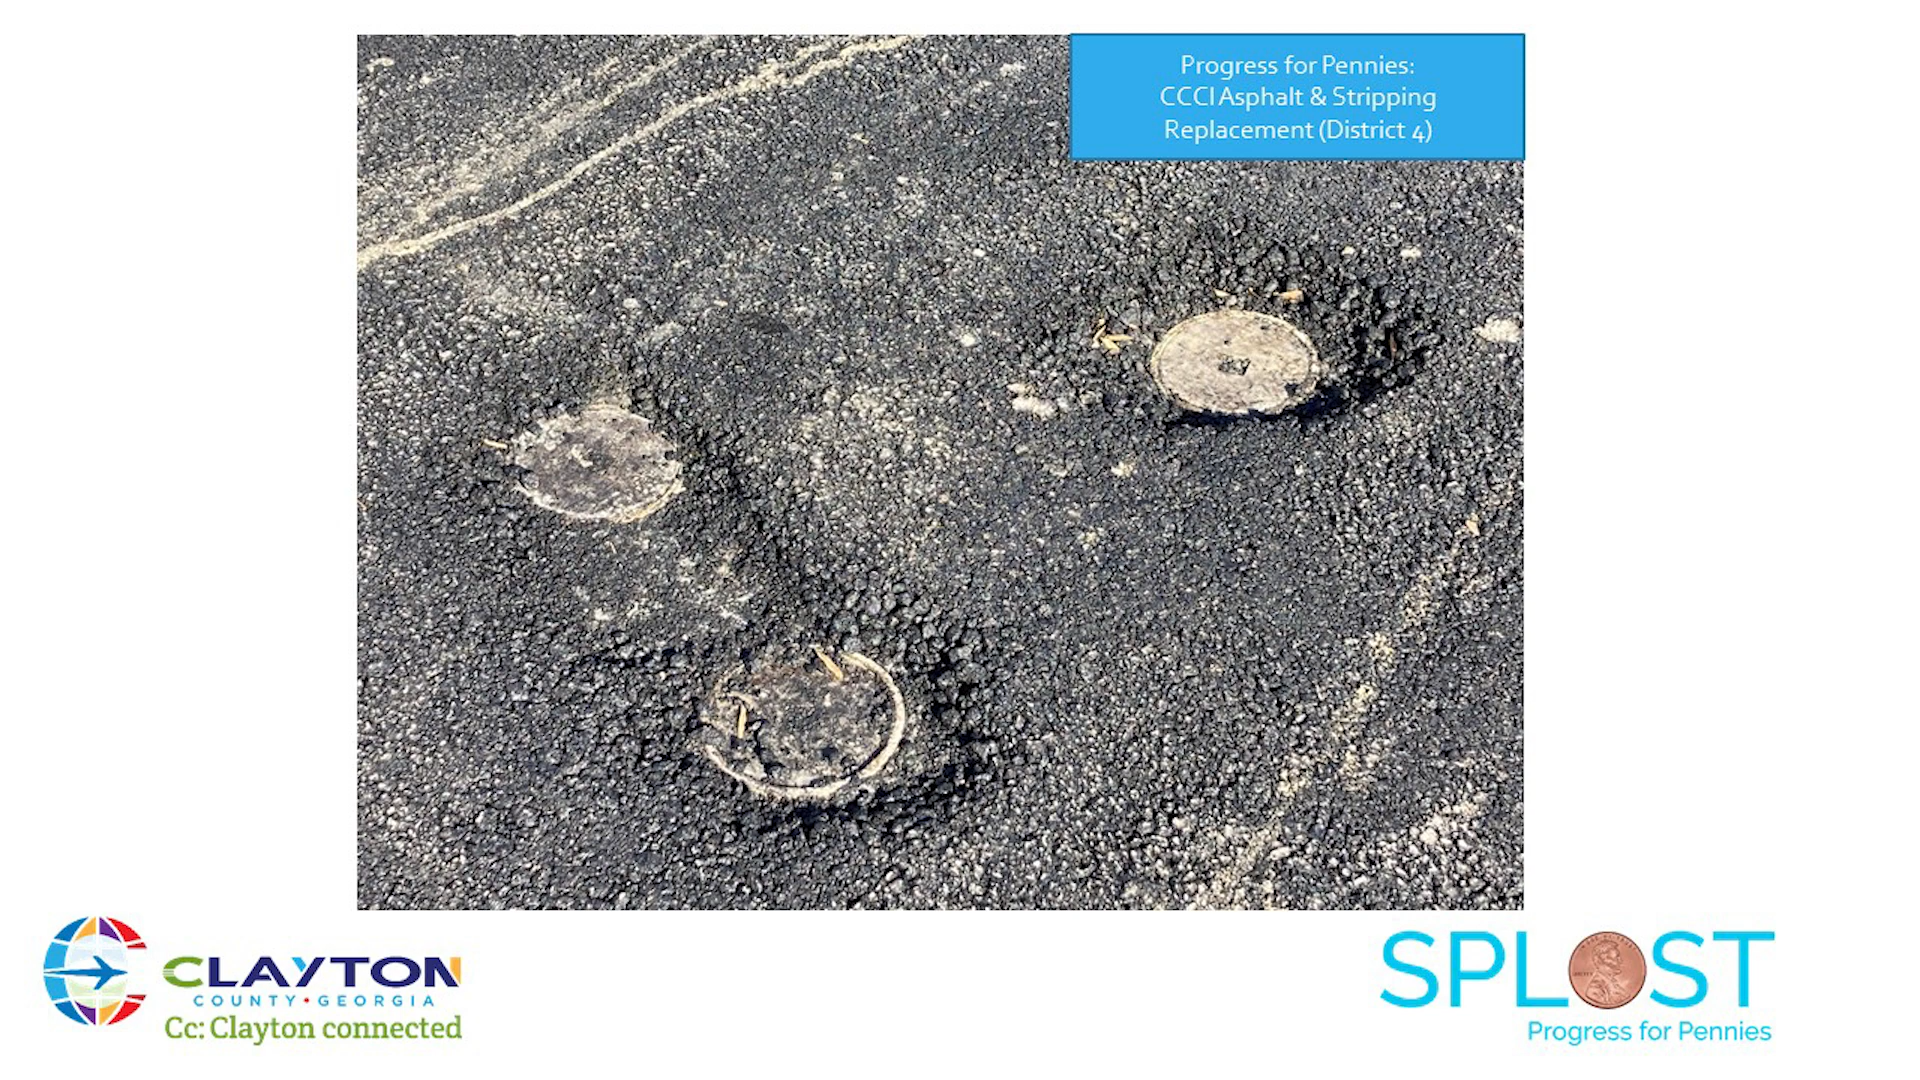 Progress for Pennies:
CCCI Asphalt & Stripping
Replacement (District 4)
CLAYTON
COUNTY • GEORGIA
Cc: Clayton connected
SPLOST
Progress for Pennies